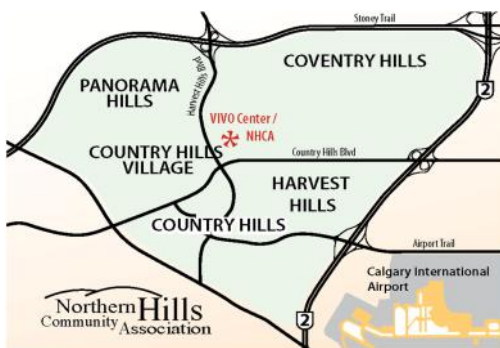 Stoney Trail
COVENTRY HILLS
2
PANORAMA
HILLS
Harvest Hills Blvd
VIVO Center /
NHCA
COUNTRY HILLS
VILLAGE
Country Hills Blvd
HARVEST
HILLS
COUNTRY HILLS
Airport Trail
Calgary International
Airport
Northern Hills
Community Association
2